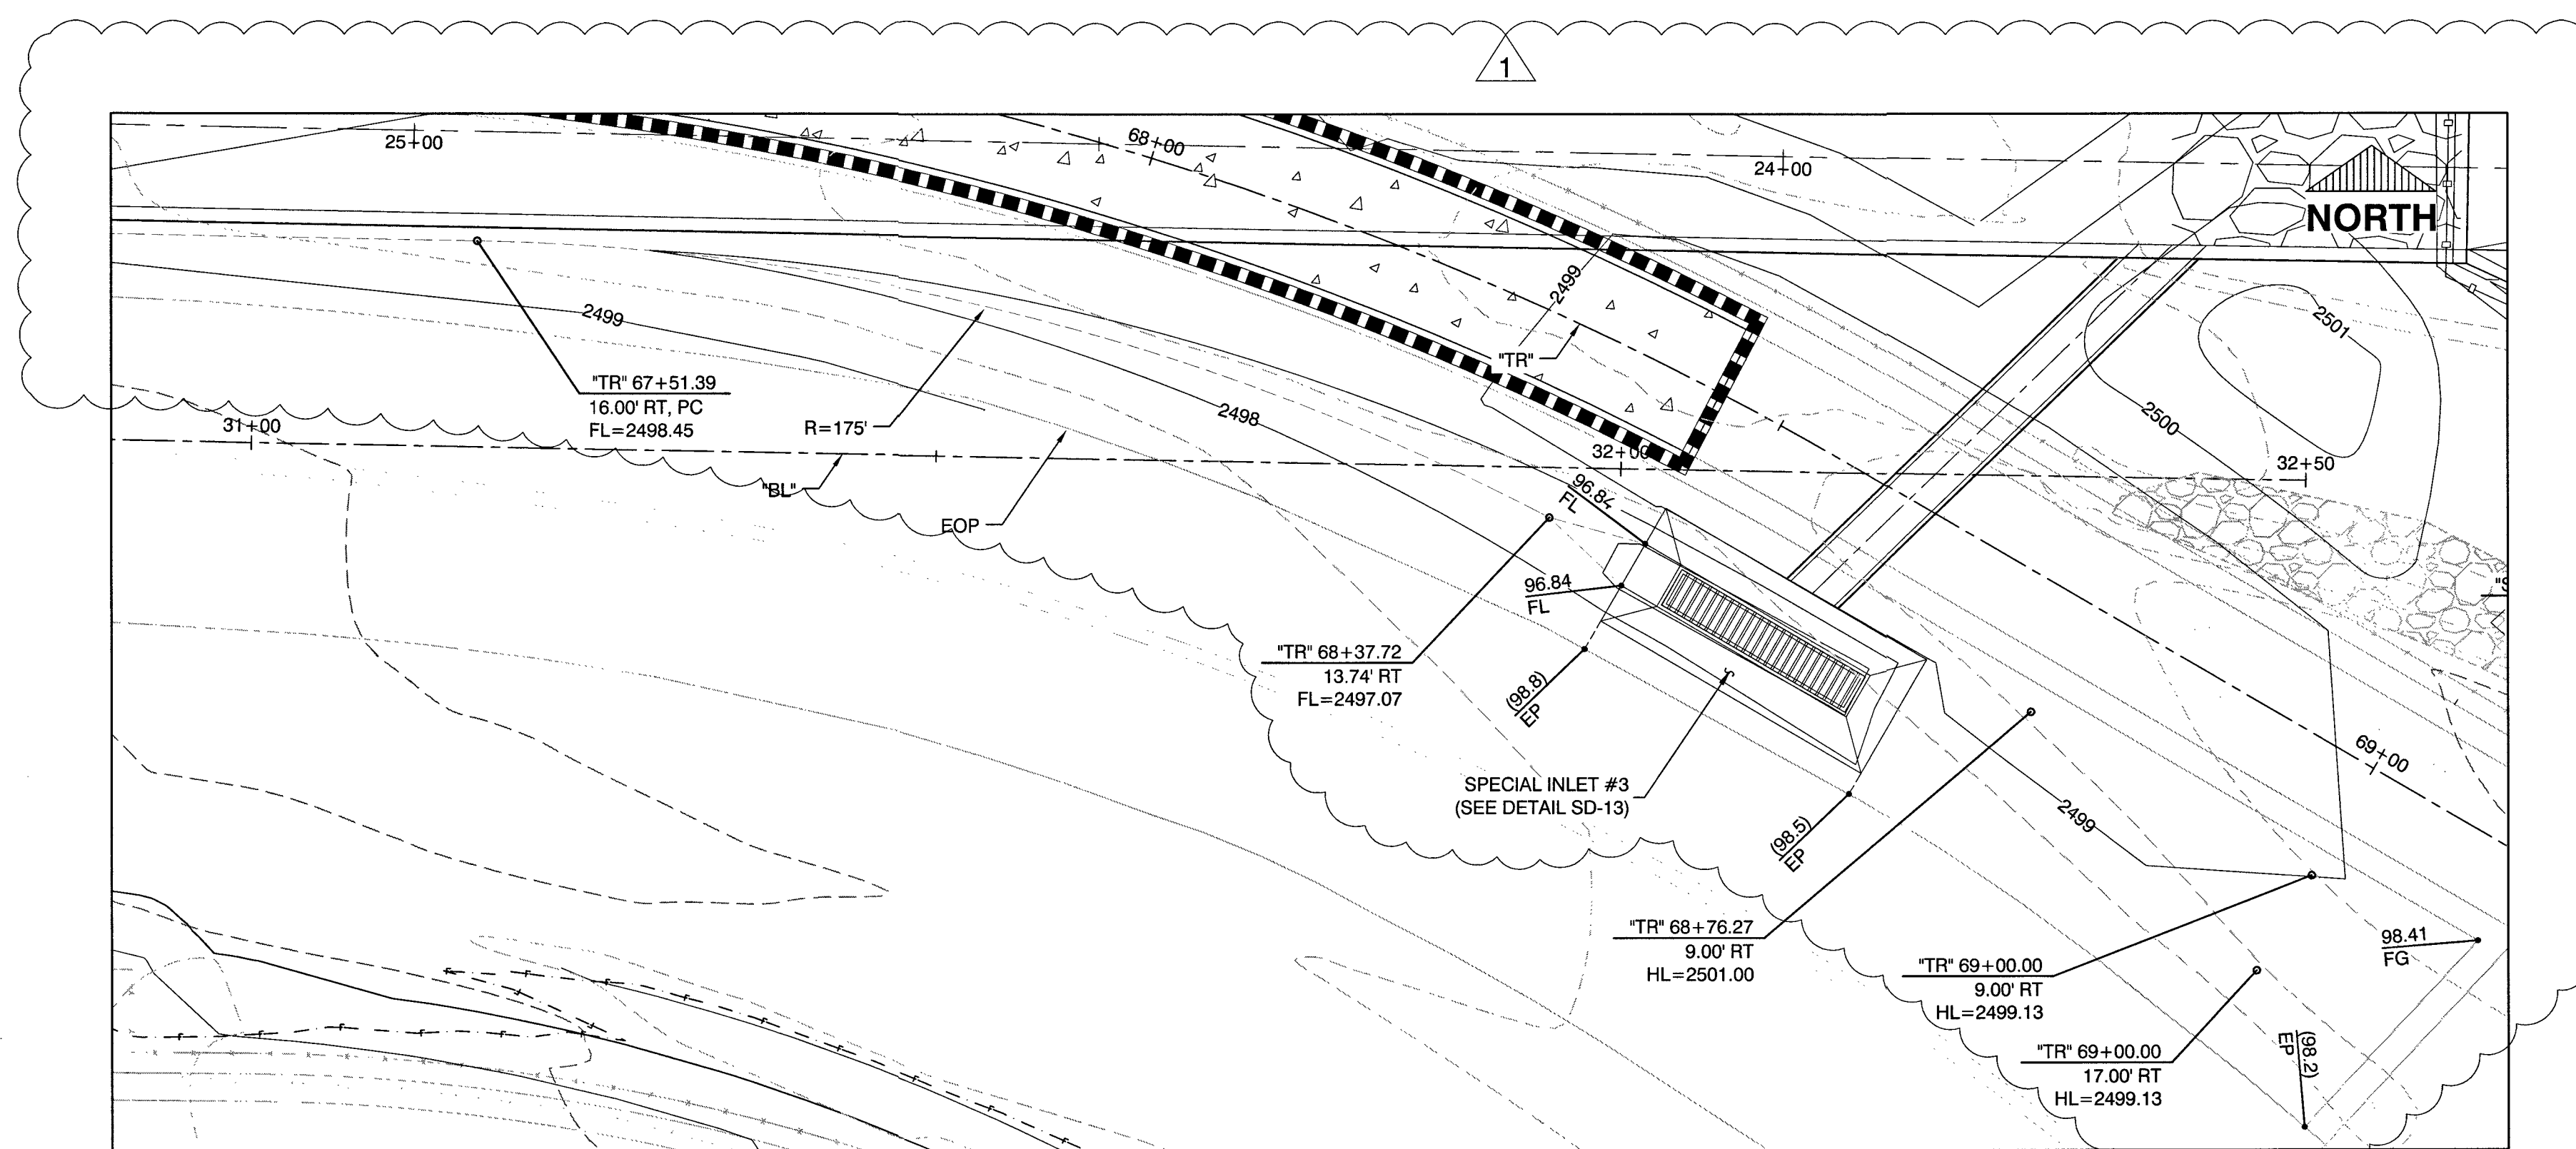 1
25+00
68+00
24+00
NORTH
2499
2499
2501
"TR"
"TR" 67+51.39
16.00' RT, PC
FL=2498.45
R=175'
2498
2500
31+00
32+00
32+50
"BL"
EOP
96.84
FL
96.84
FL
"TR" 68+37.72
13.74' RT
FL=2497.07
(98.8)
EP
SPECIAL INLET #3
(SEE DETAIL SD-13)
(98.5)
EP
2499
69+00
"TR" 68+76.27
9.00' RT
HL=2501.00
"TR" 69+00.00
9.00' RT
HL=2499.13
98.41
FG
"TR" 69+00.00
17.00' RT
HL=2499.13
(98.2)
EP